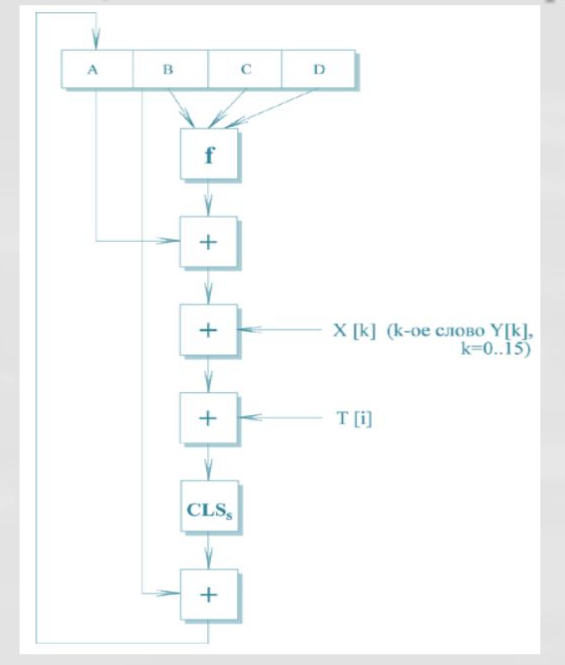 A B C D
f
+
+
X [k] (k-ое слово Y[k],
k=0..15)
+
T [i]
CLSs
+